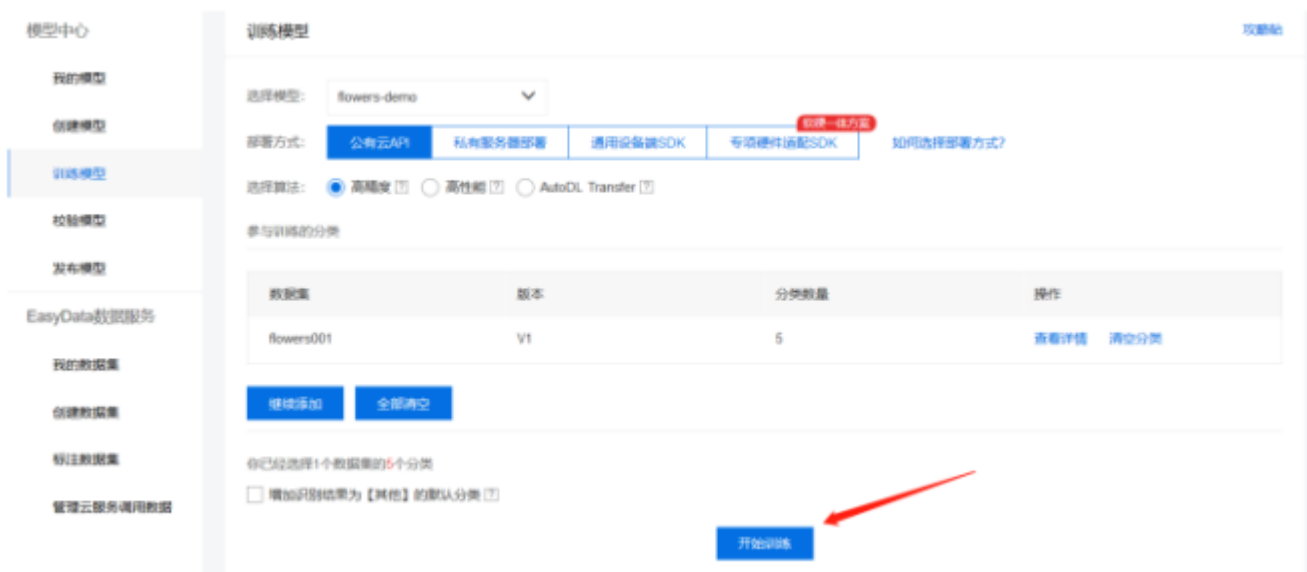 模型中心
我的模型
创建模型
训练模型
校验模型
发布模型
EasyData数据服务
我的数据集
创建数据集
标注数据集
管理云服务调用数据
训练模型
攻略帖
选择模型: flowers-demo
软硬一体方案
部署方式: 公有云API 私有服务器部署 通用设备端SDK 专项硬件适配SDK 如何选择部署方式?
选择算法: 高精度 ? 高性能 ? AutoDL Transfer ?
参与训练的分类
数据集 版本 分类数量 操作
flowers001 V1 5 查看详情 清空分类
继续添加 全部清空
你已经选择1个数据集的5个分类
增加识别结果为【其他】的默认分类 ?
开始训练